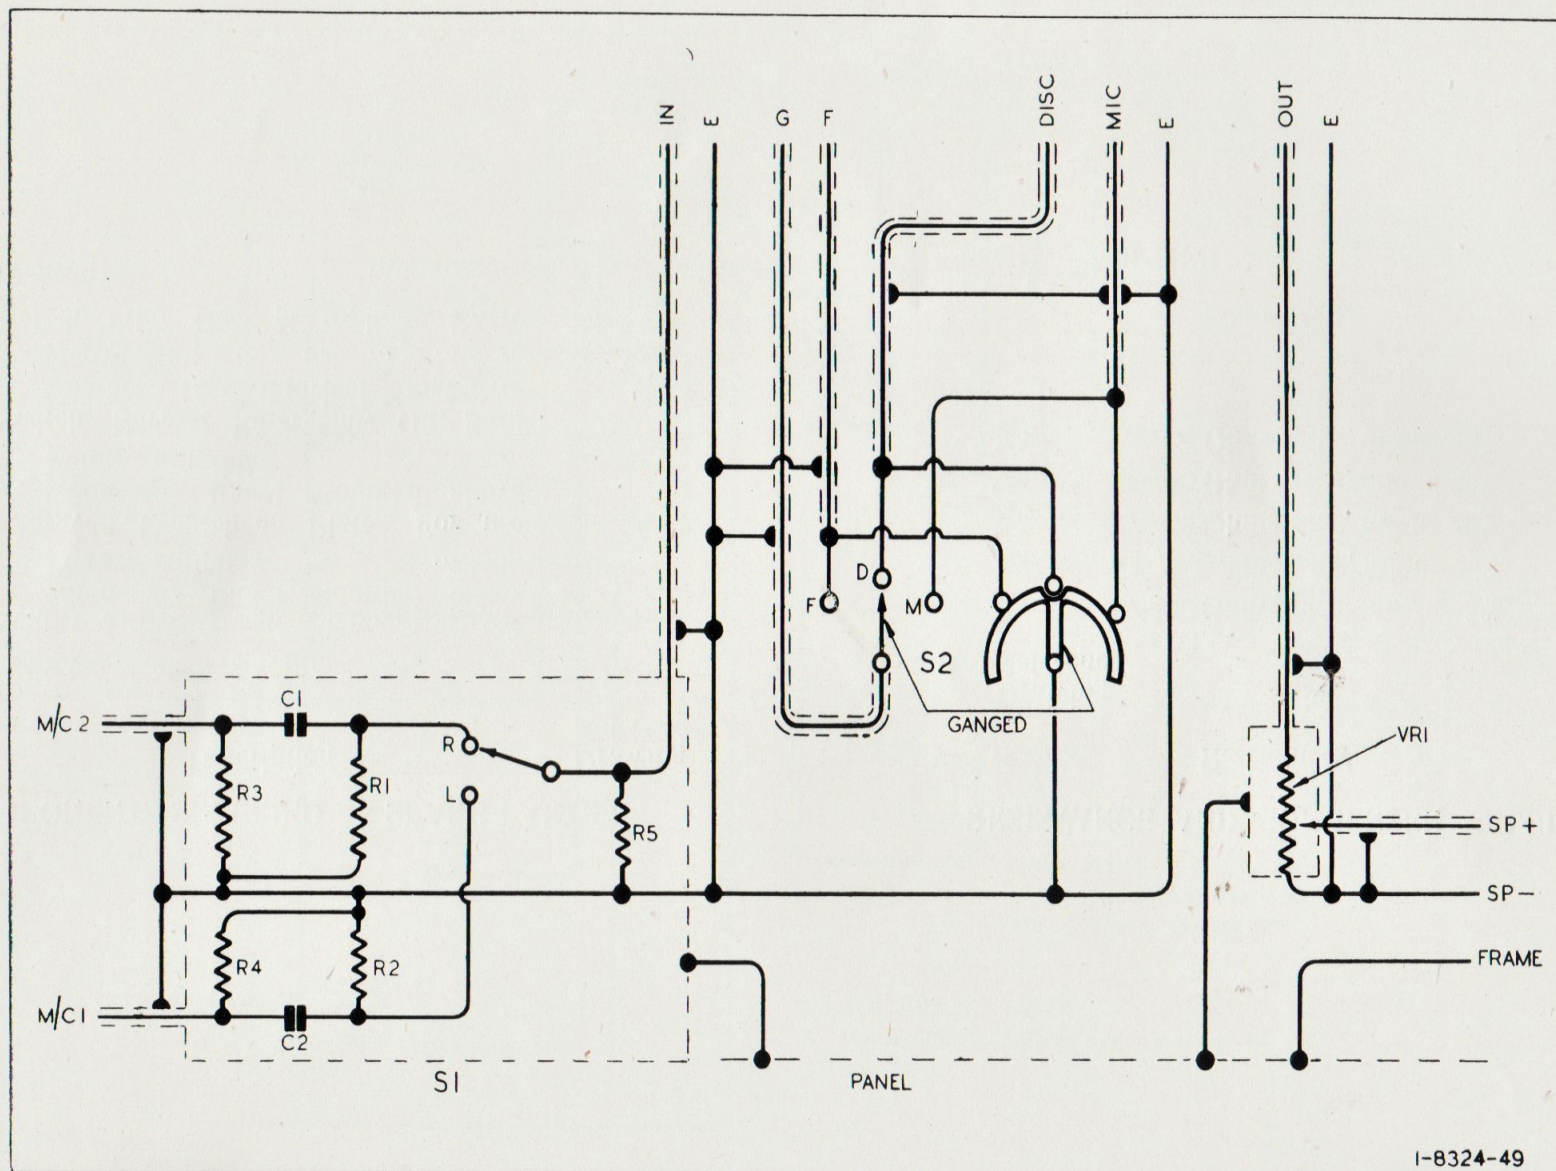 IN
E
G
F
DISC
MIC
E
OUT
E
D
F
M
S2
GANGED
M/C 2
C1
R
R3
R1
L
R5
VR1
SP+
SP-
R4
R2
FRAME
M/C 1
C2
S1
PANEL
1-8324-49